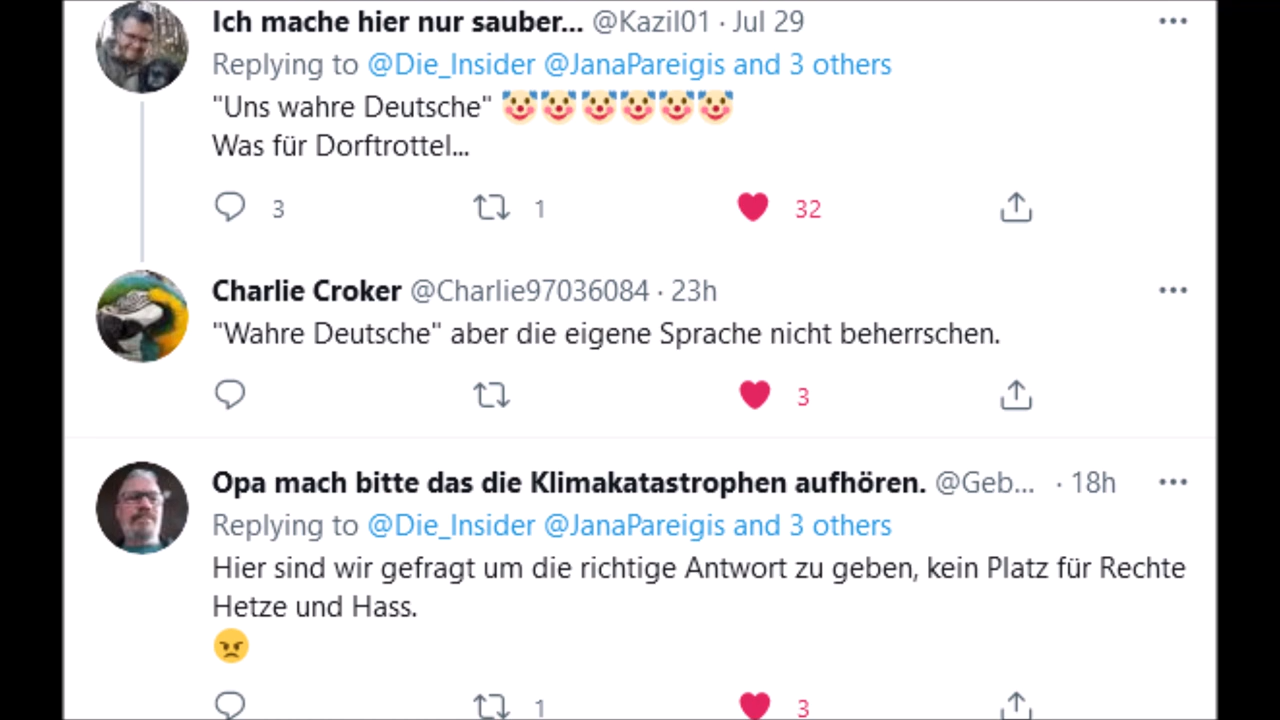 Ich mache hier nur sauber... @Kazil01 · Jul 29
Replying to @Die_Insider @JanaPareigis and 3 others
"Uns wahre Deutsche" 🤡🤡🤡🤡🤡🤡
Was für Dorftrottel...
3 1 32
Charlie Croker @Charlie97036084 · 23h
"Wahre Deutsche" aber die eigene Sprache nicht beherrschen.
3
Opa mach bitte das die Klimakatastrophen aufhören. @Geb... · 18h
Replying to @Die_Insider @JanaPareigis and 3 others
Hier sind wir gefragt um die richtige Antwort zu geben, kein Platz für Rechte
Hetze und Hass.
😠
1 3